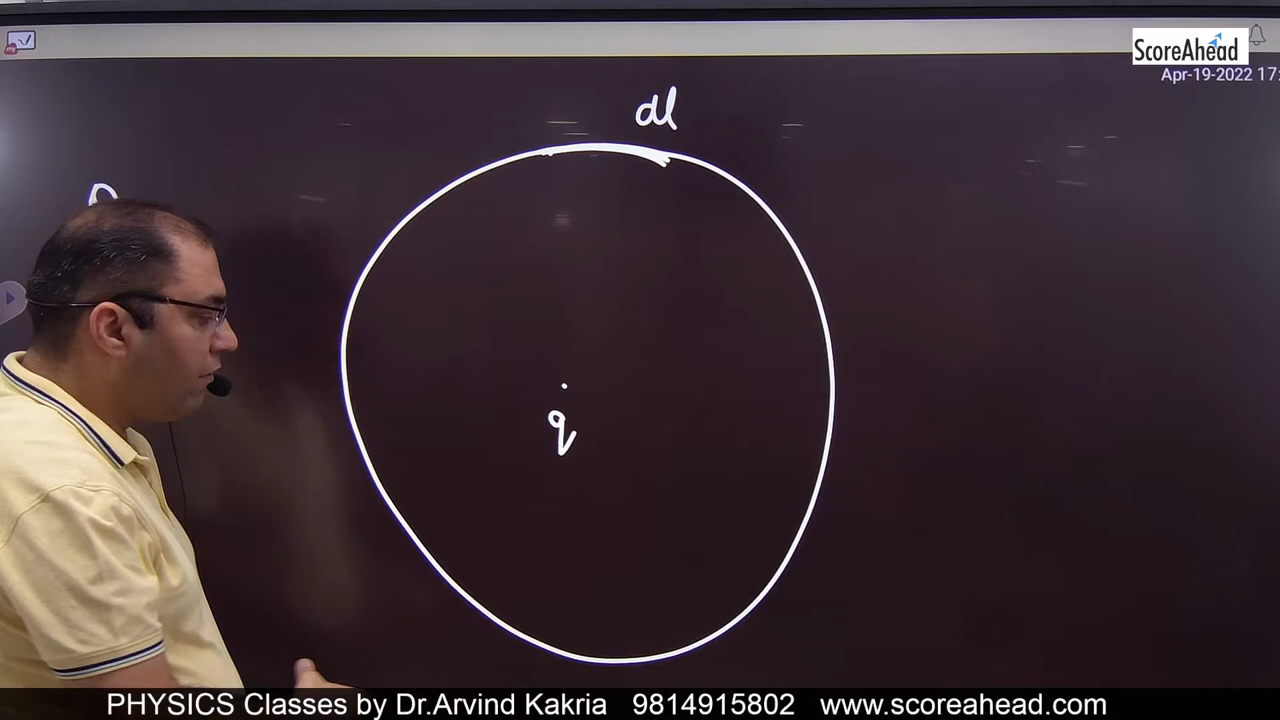 ScoreAhead
Apr-19-2022 17:
dl
q
PHYSICS Classes by Dr.Arvind Kakria 9814915802 www.scoreahead.com